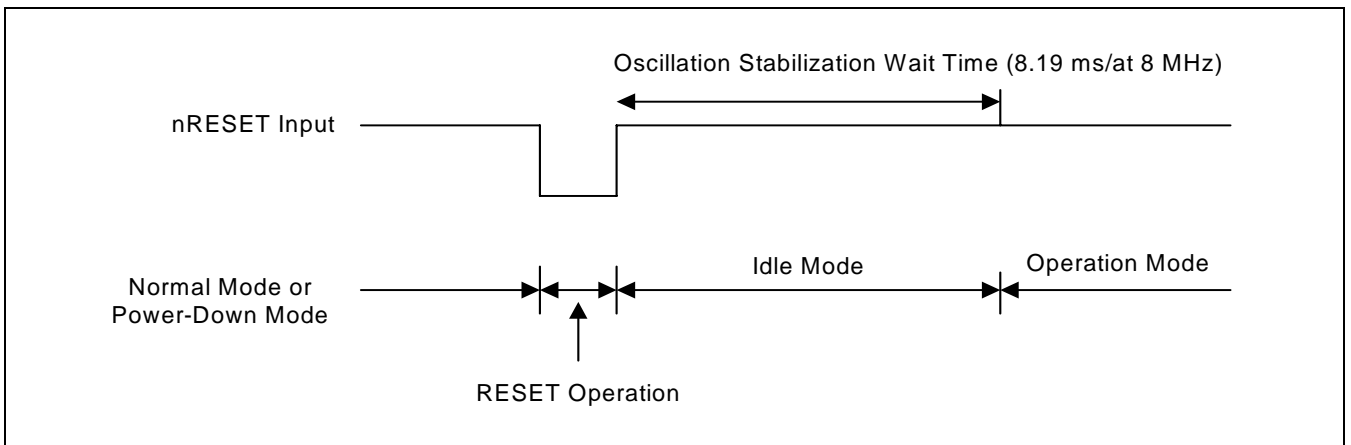 Oscillation Stabilization Wait Time (8.19 ms/at 8 MHz)
nRESET Input
Idle Mode
Operation Mode
Normal Mode or
Power-Down Mode
RESET Operation